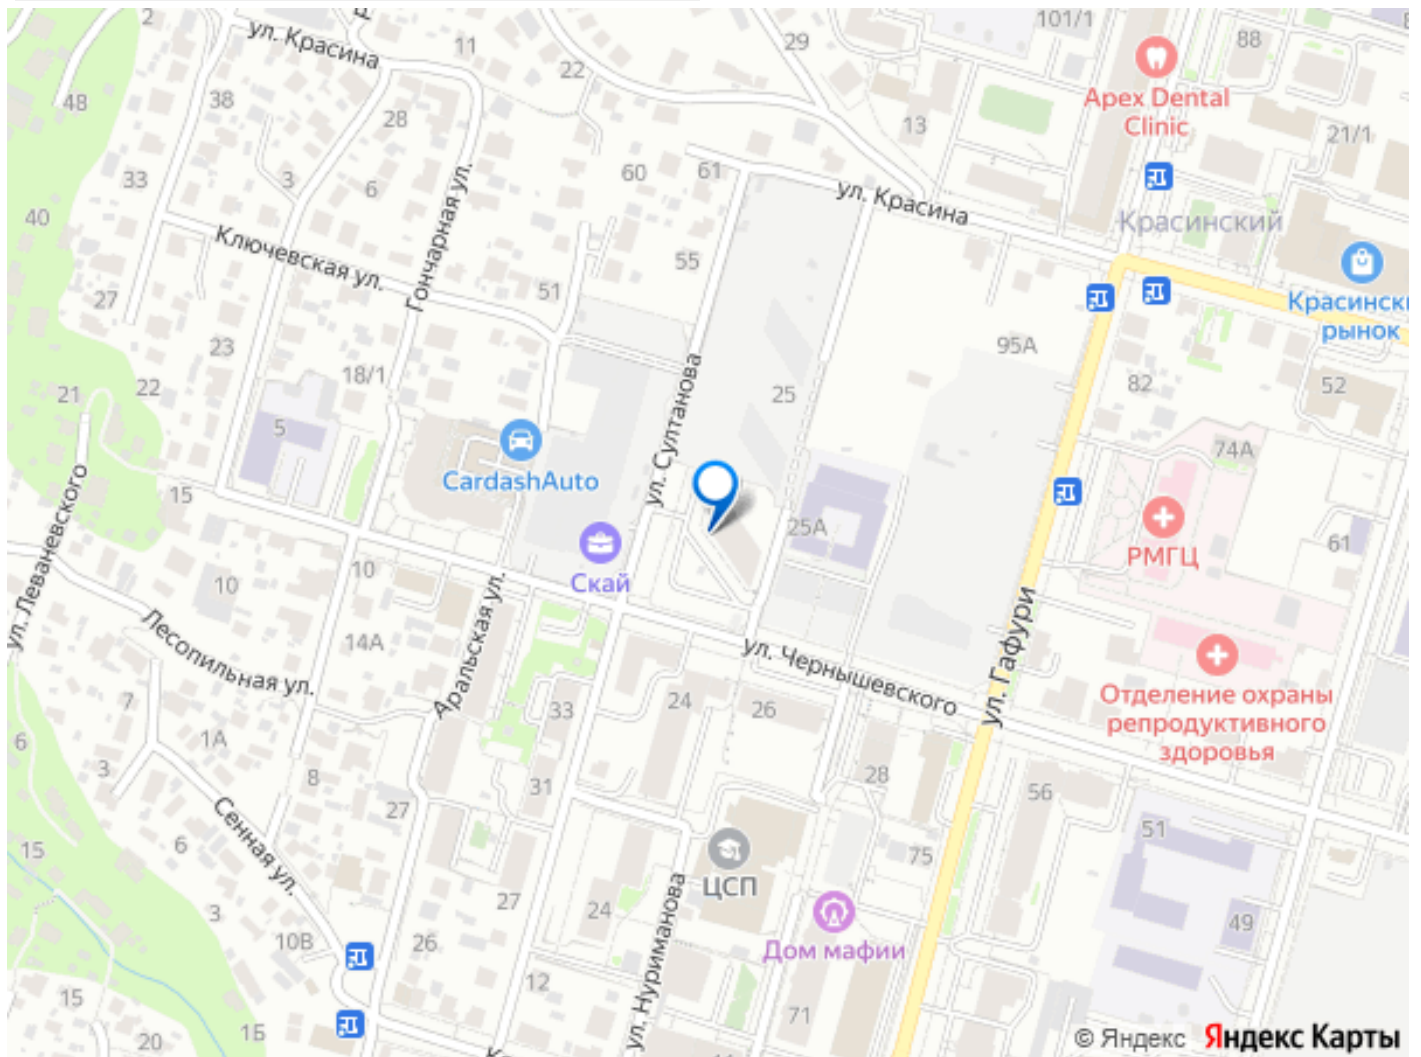 2
ул. Красина
11
29
101/1
88
Apex Dental
Clinic
22
48
38
28
13
21/1
33
3
6
60
61
ул. Красина
Красинский
40
Ключевская ул.
Гончарная ул.
55
51
27
Красинск
рынок
23
18/1
ул. Султанова
25
95А
82
52
21
22
5
CardashAuto
74А
15
ул. Леваневского
25А
РМГЦ
61
Скай
10
10
Лесопильная ул.
14А
Аральская ул.
ул. Чернышевского
ул. Гафури
Отделение охраны
репродуктивного
здоровья
7
24
26
33
6
1А
3
8
31
28
56
27
Сенная ул.
51
6
15
ЦСП
75
3
27
24
ул. Нуриманова
Дом мафии
49
10В
26
12
15
15
71
20
© Яндекс Яндекс Карты